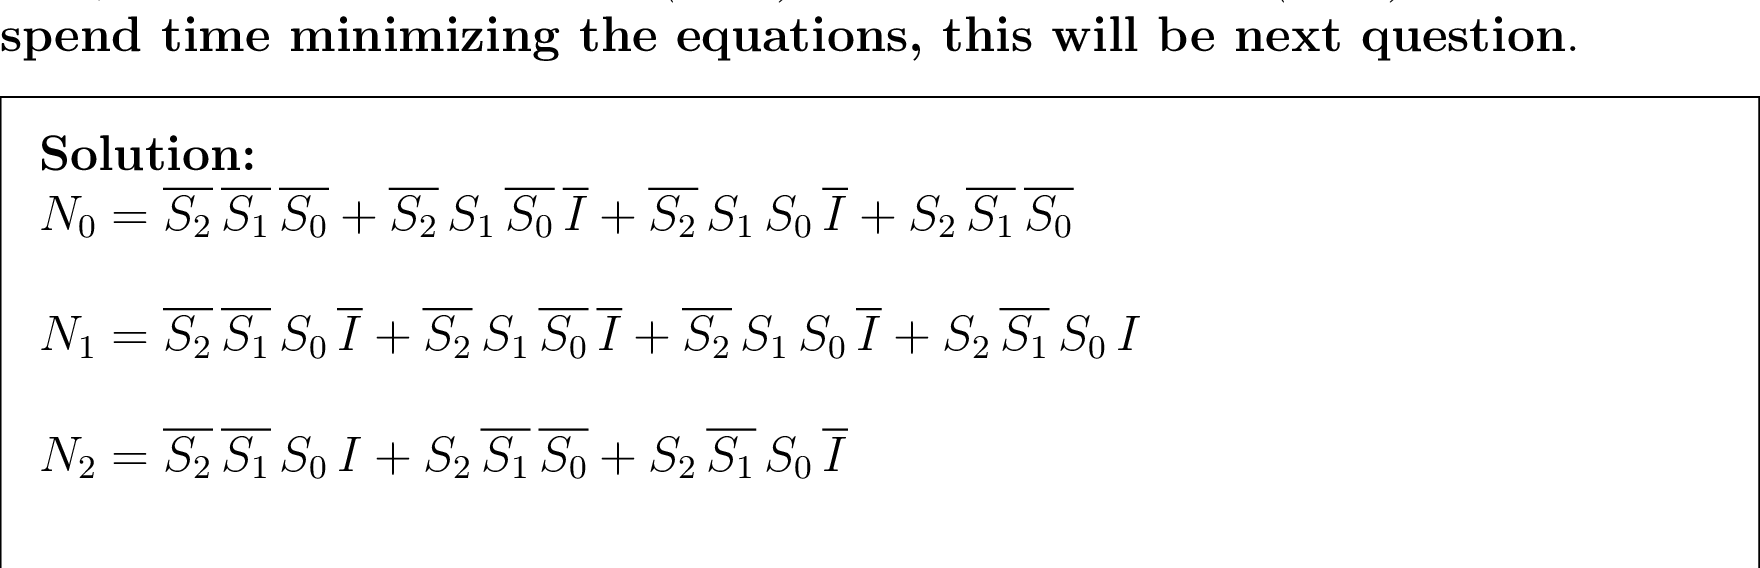 spend time minimizing the equations, this will be next question.
Solution:
N₀ = S̅₂ S̅₁ S̅₀ + S̅₂ S₁ S̅₀ I̅ + S̅₂ S₁ S₀ I̅ + S₂ S̅₁ S̅₀
N₁ = S̅₂ S̅₁ S₀ I̅ + S̅₂ S₁ S̅₀ I̅ + S̅₂ S₁ S₀ I̅ + S₂ S̅₁ S₀ I
N₂ = S̅₂ S̅₁ S₀ I + S₂ S̅₁ S̅₀ + S₂ S̅₁ S₀ I̅